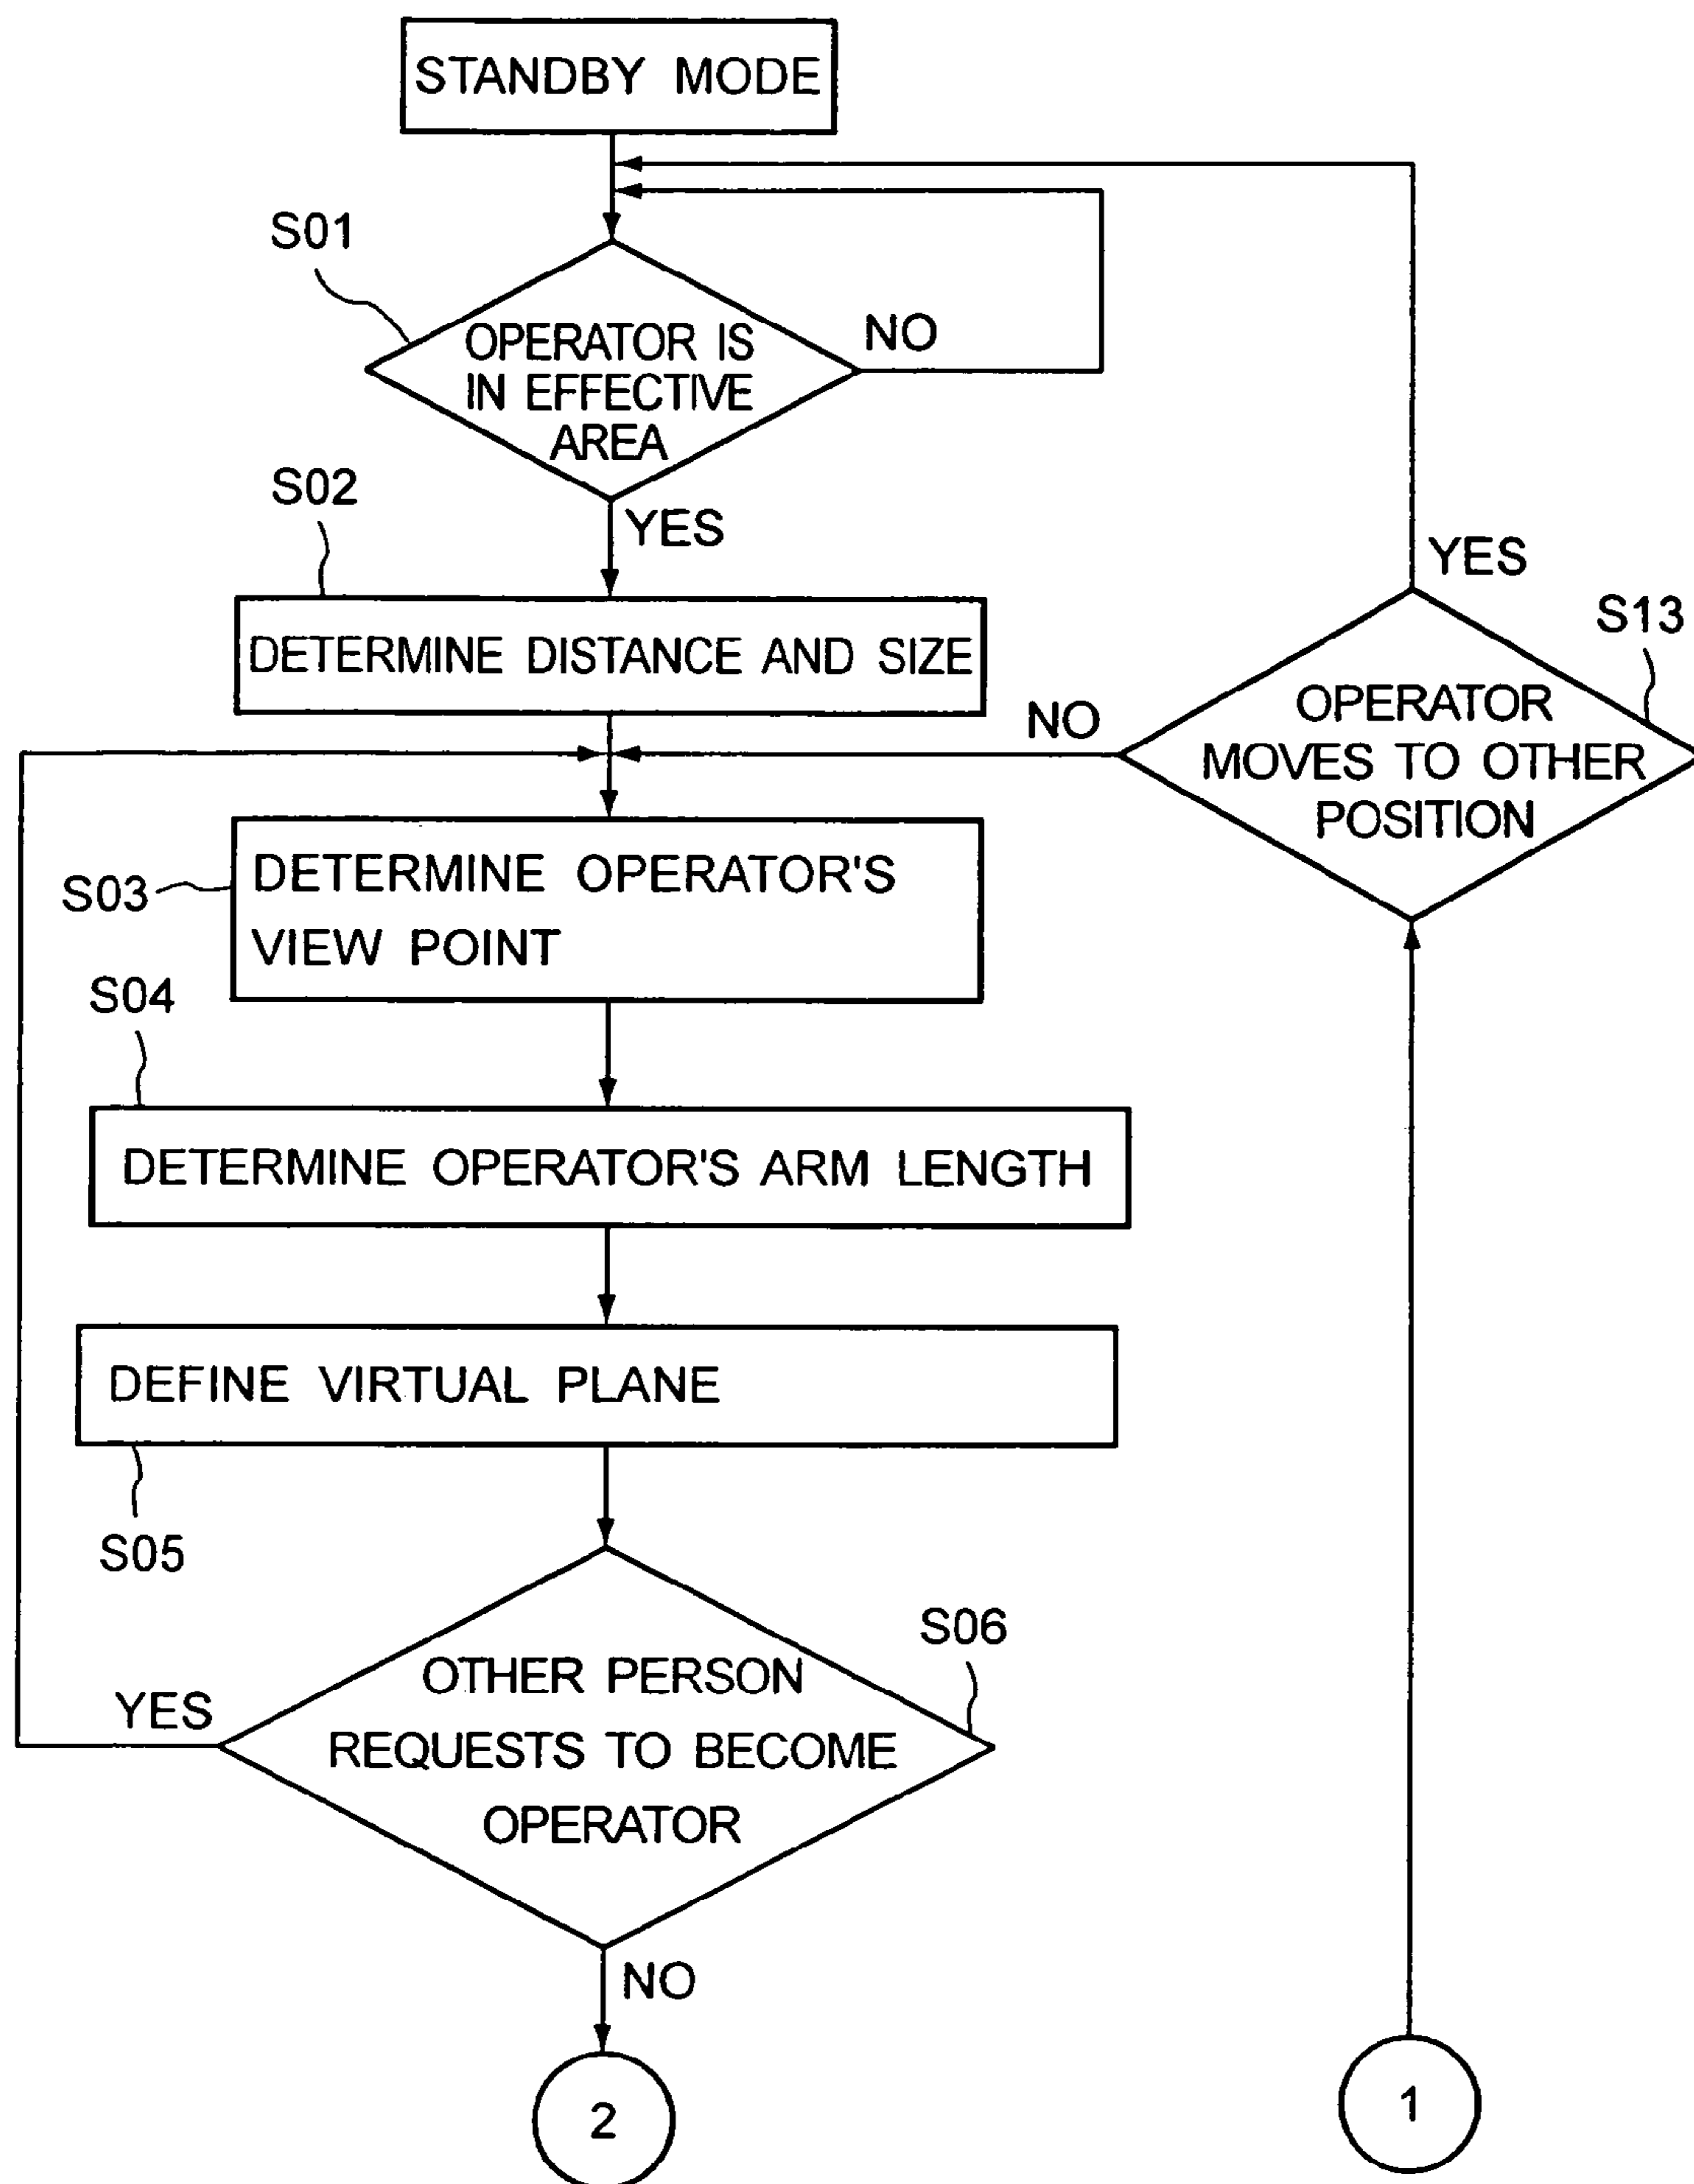 STANDBY MODE
S01
OPERATOR IS
IN EFFECTIVE
AREA
NO
S02
YES
DETERMINE DISTANCE AND SIZE
YES
S13
OPERATOR
MOVES TO OTHER
POSITION
NO
S03
DETERMINE OPERATOR'S
VIEW POINT
S04
DETERMINE OPERATOR'S ARM LENGTH
DEFINE VIRTUAL PLANE
S05
S06
OTHER PERSON
REQUESTS TO BECOME
OPERATOR
YES
NO
2
1